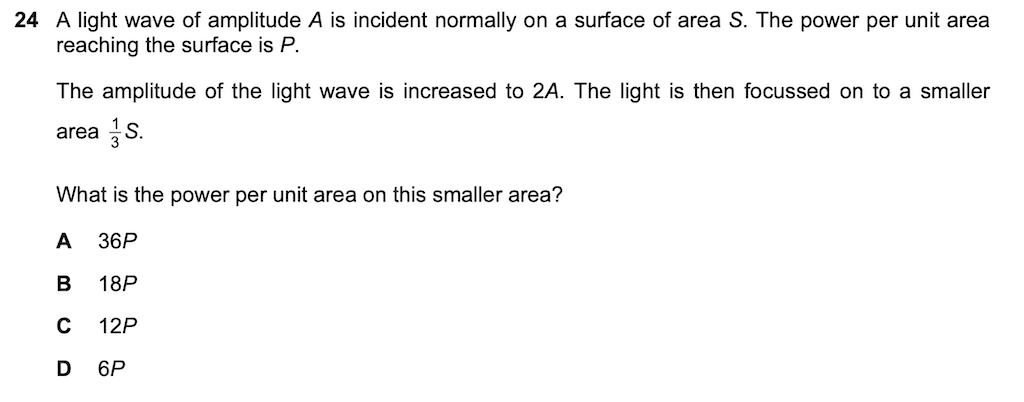 24 A light wave of amplitude A is incident normally on a surface of area S. The power per unit area
reaching the surface is P.
The amplitude of the light wave is increased to 2A. The light is then focussed on to a smaller
area 1/3 S.
What is the power per unit area on this smaller area?
A 36P
B 18P
C 12P
D 6P